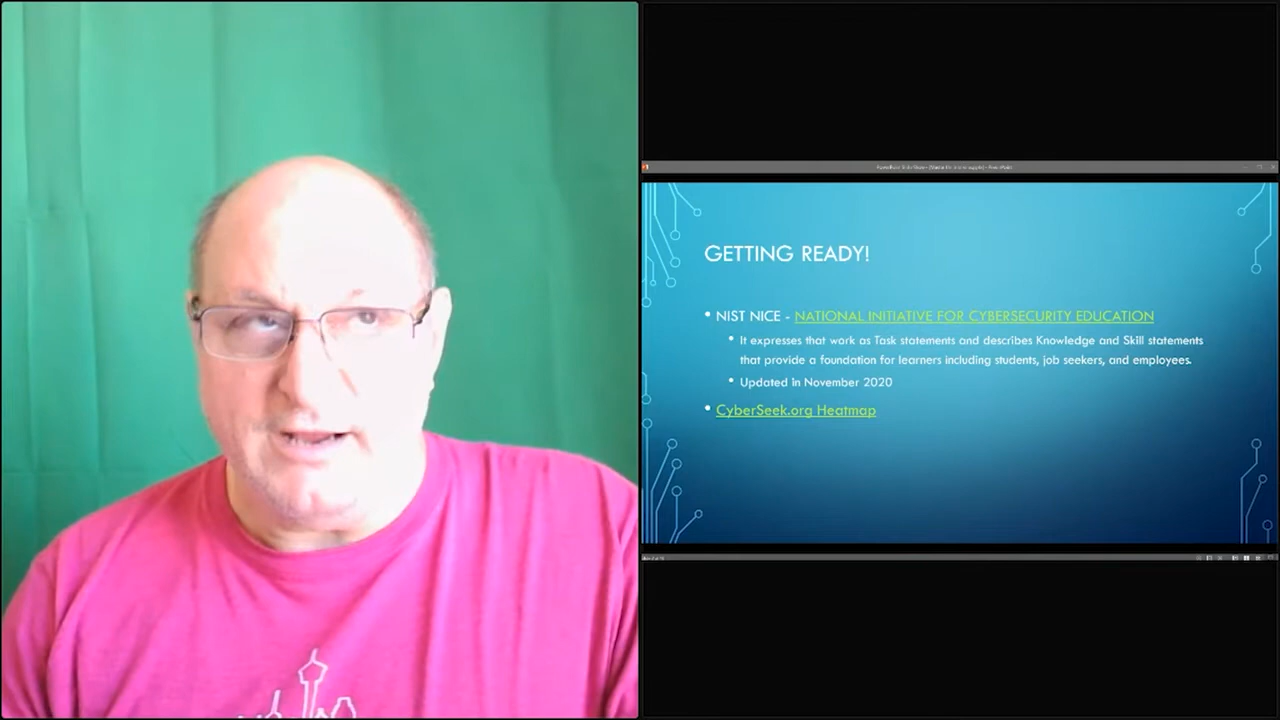 GETTING READY!
• NIST NICE - NATIONAL INITIATIVE FOR CYBERSECURITY EDUCATION
• It expresses that work as Task statements and describes Knowledge and Skill statements
that provide a foundation for learners including students, job seekers, and employees.
• Updated in November 2020
• CyberSeek.org Heatmap